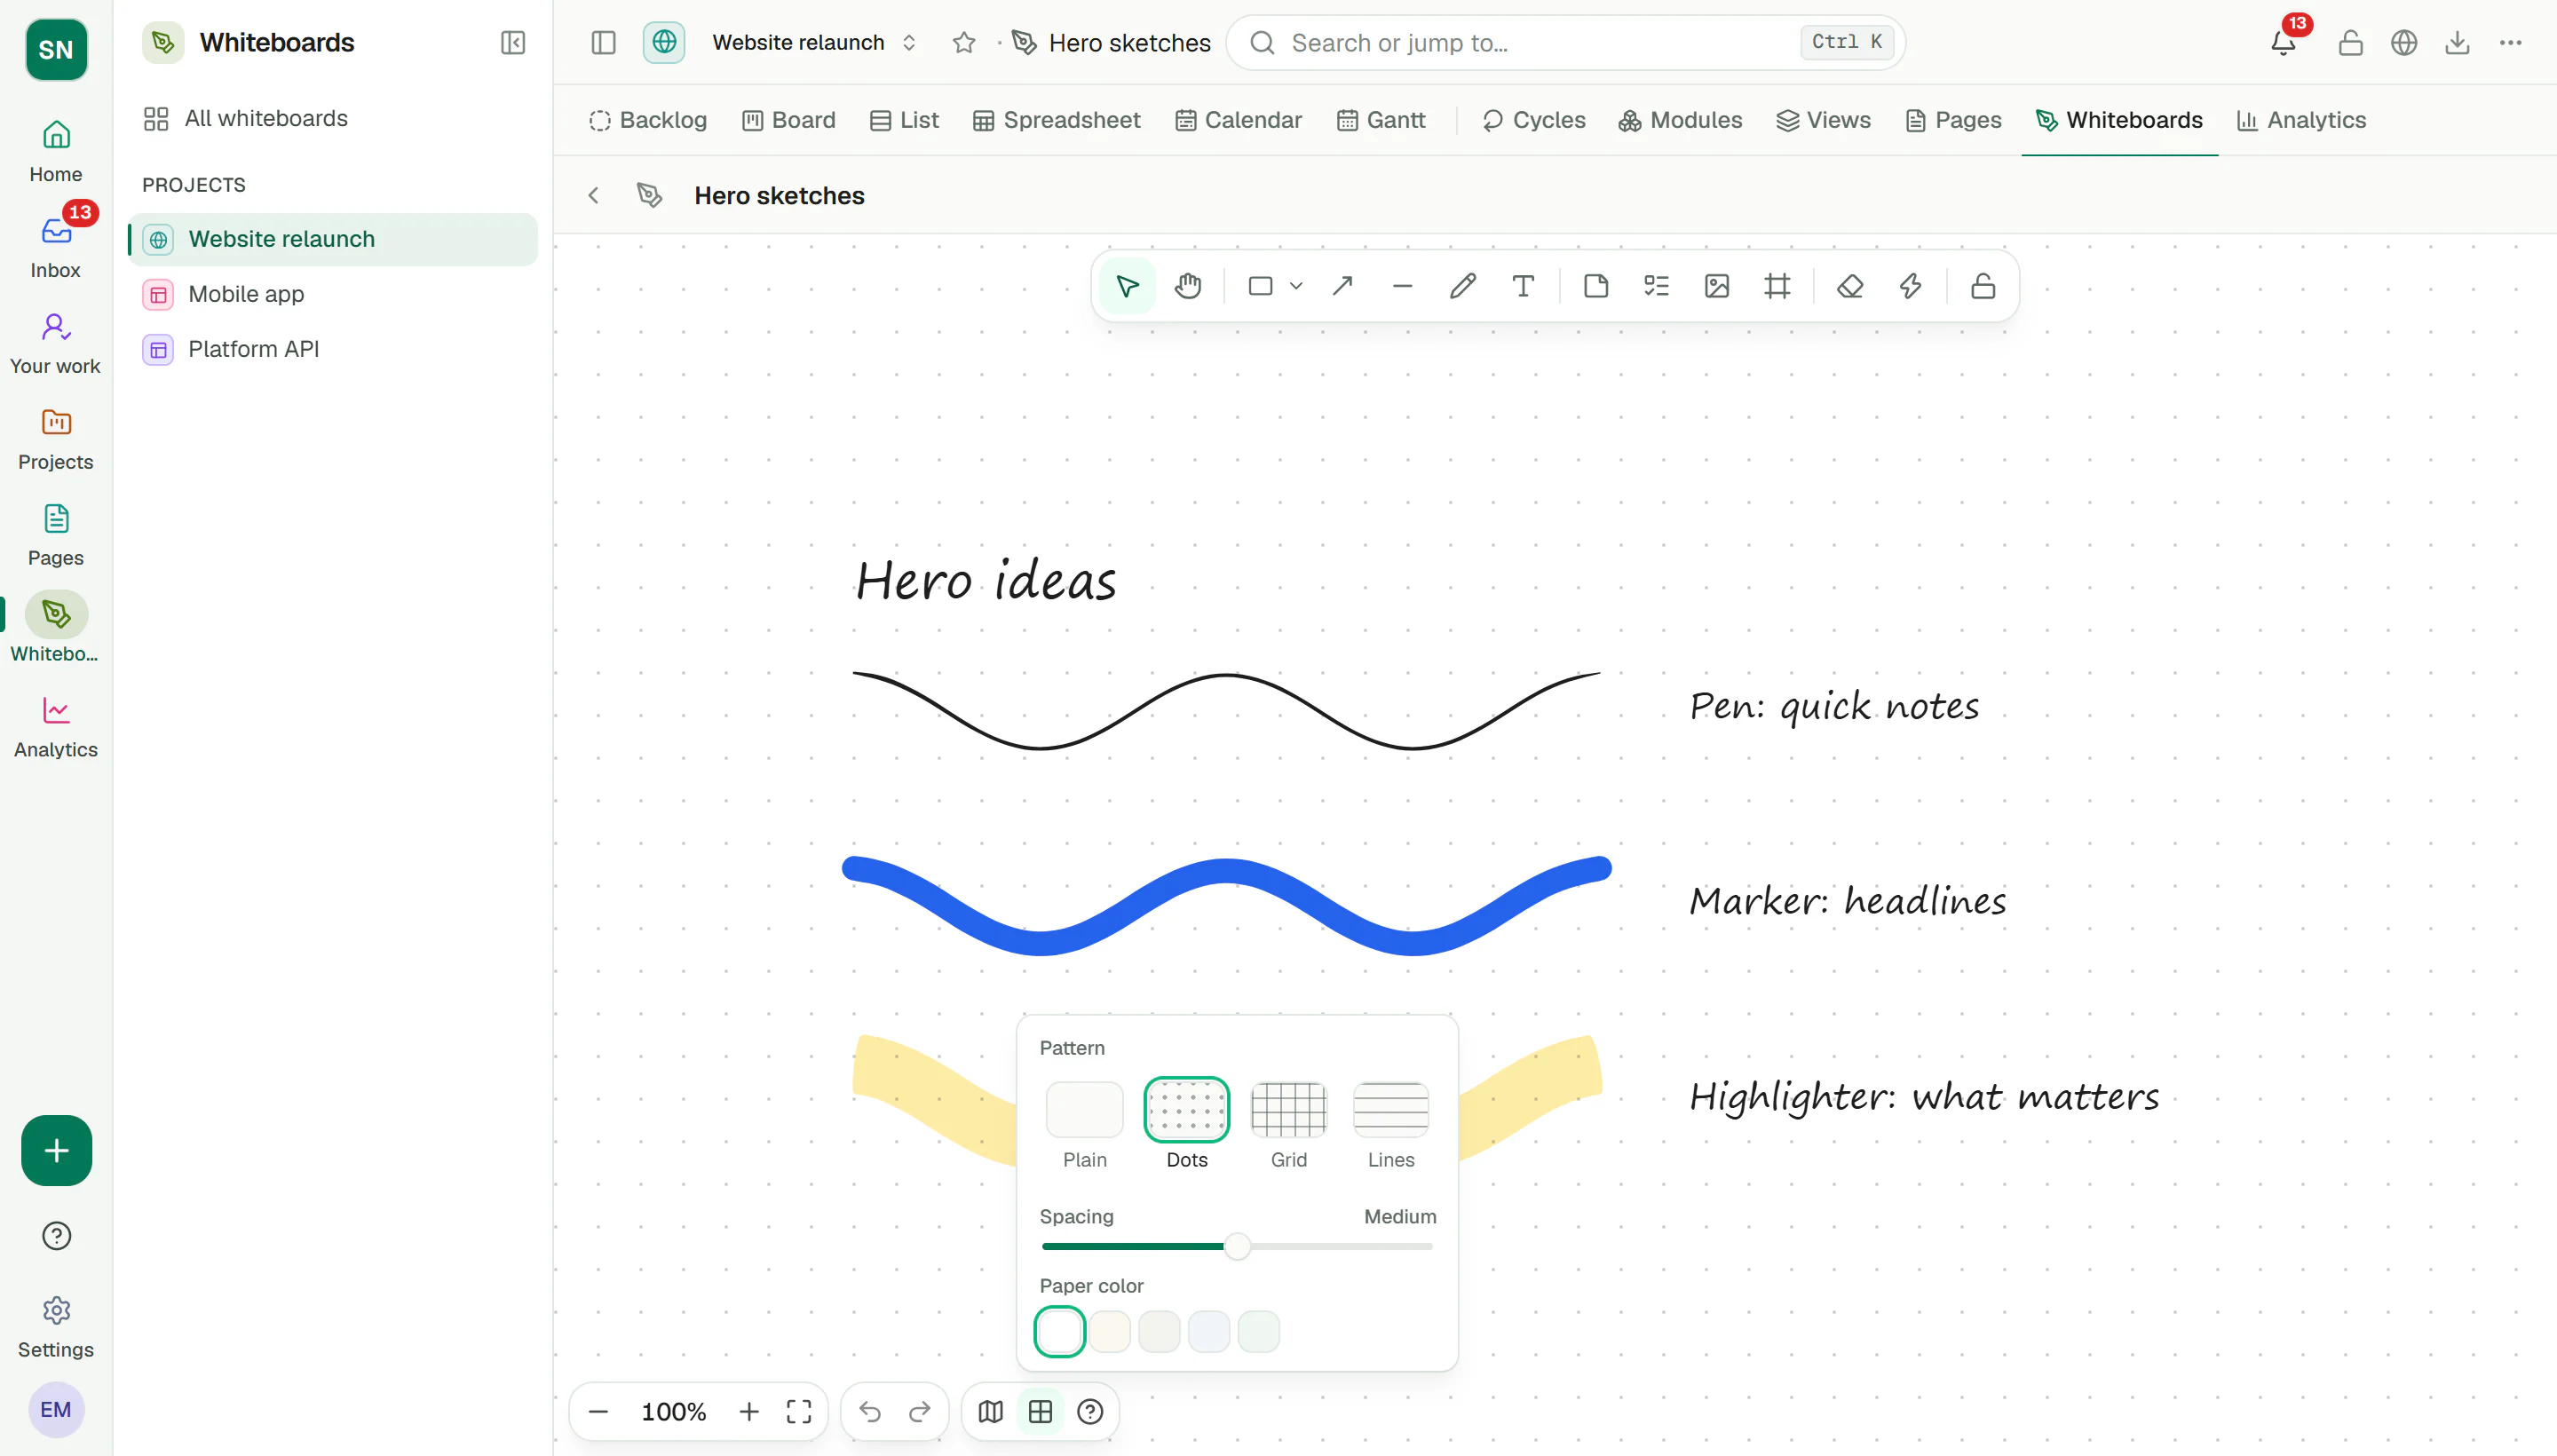 SN
Home
13
Inbox
Your work
Projects
Pages
Whitebo...
Analytics
Settings
EM
Whiteboards
All whiteboards
PROJECTS
Website relaunch
Mobile app
Platform API
Website relaunch
Hero sketches
Search or jump to...
Ctrl K
13
Backlog
Board
List
Spreadsheet
Calendar
Gantt
Cycles
Modules
Views
Pages
Whiteboards
Analytics
Hero sketches
Hero ideas
Pen: quick notes
Marker: headlines
Highlighter: what matters
Pattern
Plain
Dots
Grid
Lines
Spacing
Medium
Paper color
100%